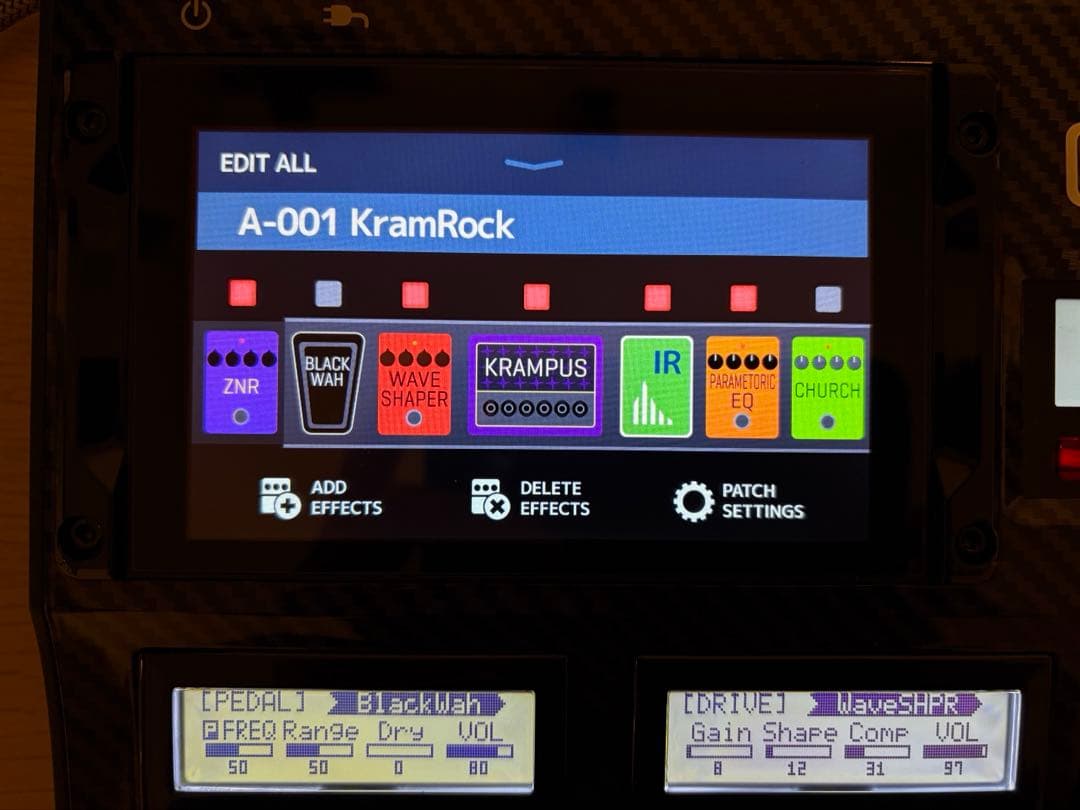 EDIT ALL
A-001 KramRock
ZNR
BLACK
WAH
WAVE
SHAPER
KRAMPUS
IR
PARAMETORIC
EQ
CHURCH
ADD
EFFECTS
DELETE
EFFECTS
PATCH
SETTINGS
[PEDAL] BlackWah
P FREQ Range Dry VOL
50 50 0 80
[DRIVE] WaveSHPR
Gain Shape Comp VOL
8 12 31 97